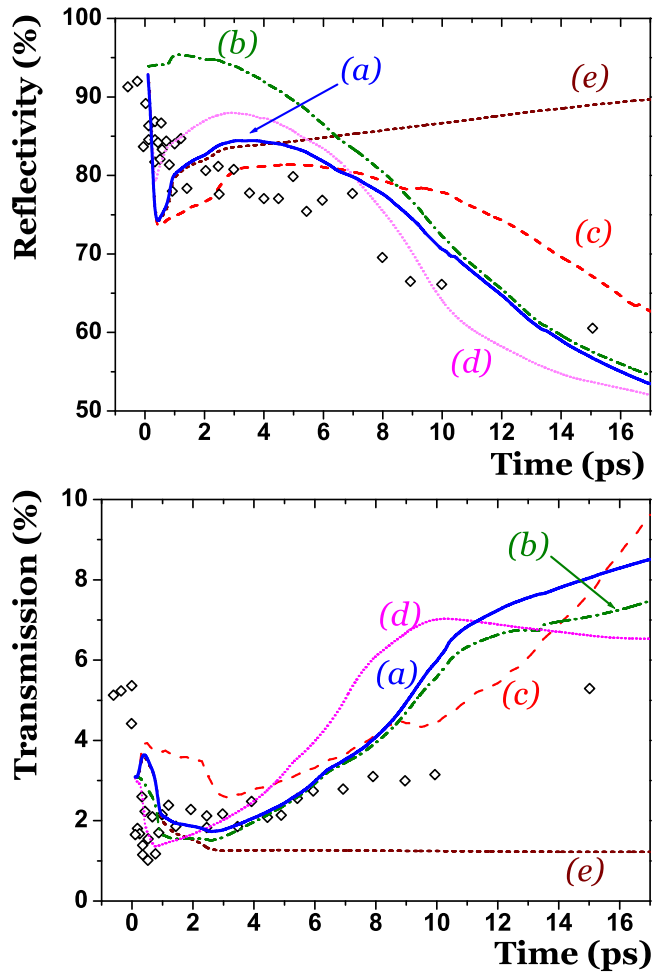 Reflectivity (%)
100
90
80
70
60
50
(b)
(a)
(e)
(c)
(d)
0 2 4 6 8 10 12 14 16
Time (ps)
Transmission (%)
10
8
6
4
2
0
(b)
(d)
(a)
(c)
(e)
0 2 4 6 8 10 12 14 16
Time (ps)